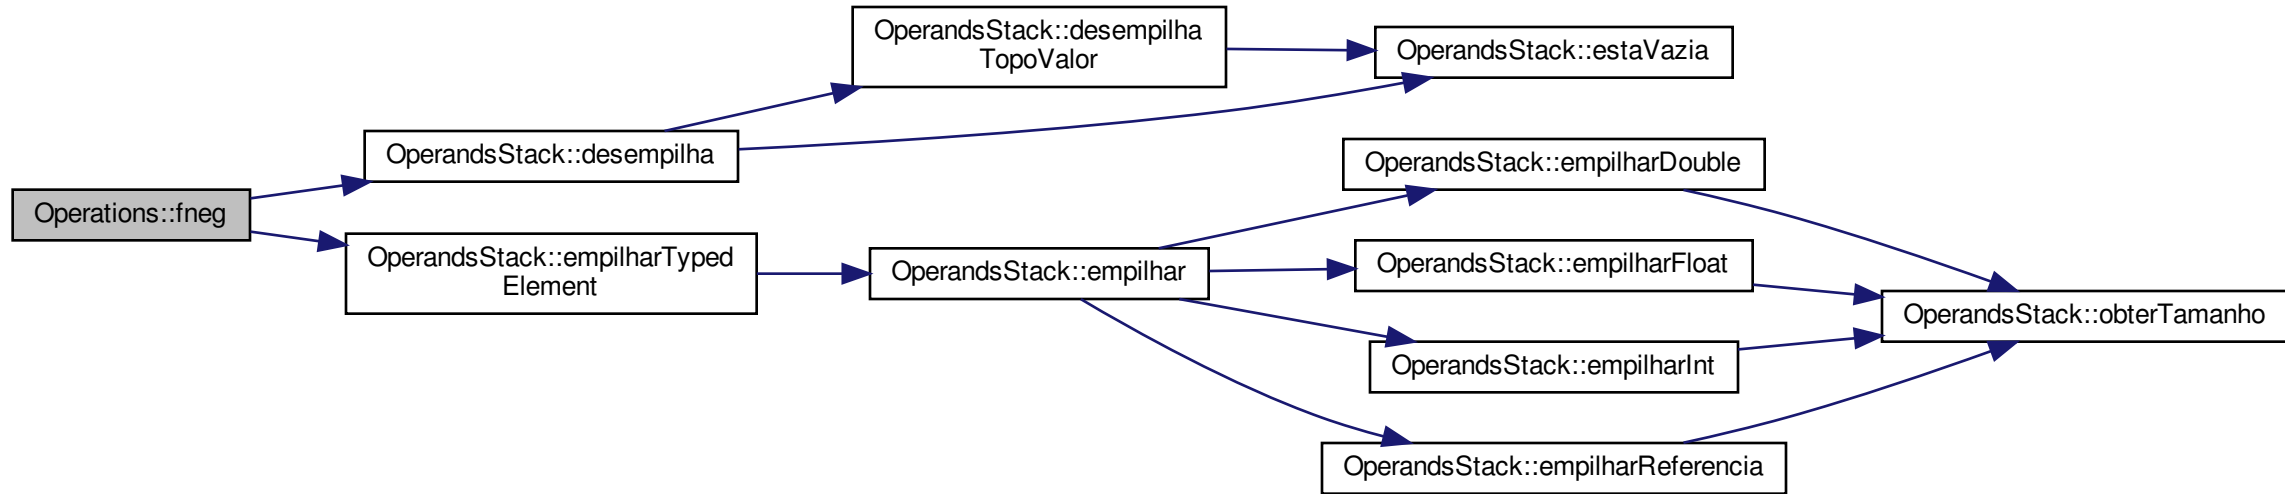 Operations::fneg
OperandsStack::desempilha
OperandsStack::desempilha
TopoValor
OperandsStack::estaVazia
OperandsStack::empilharTyped
Element
OperandsStack::empilhar
OperandsStack::empilharDouble
OperandsStack::empilharFloat
OperandsStack::empilharInt
OperandsStack::empilharReferencia
OperandsStack::obterTamanho